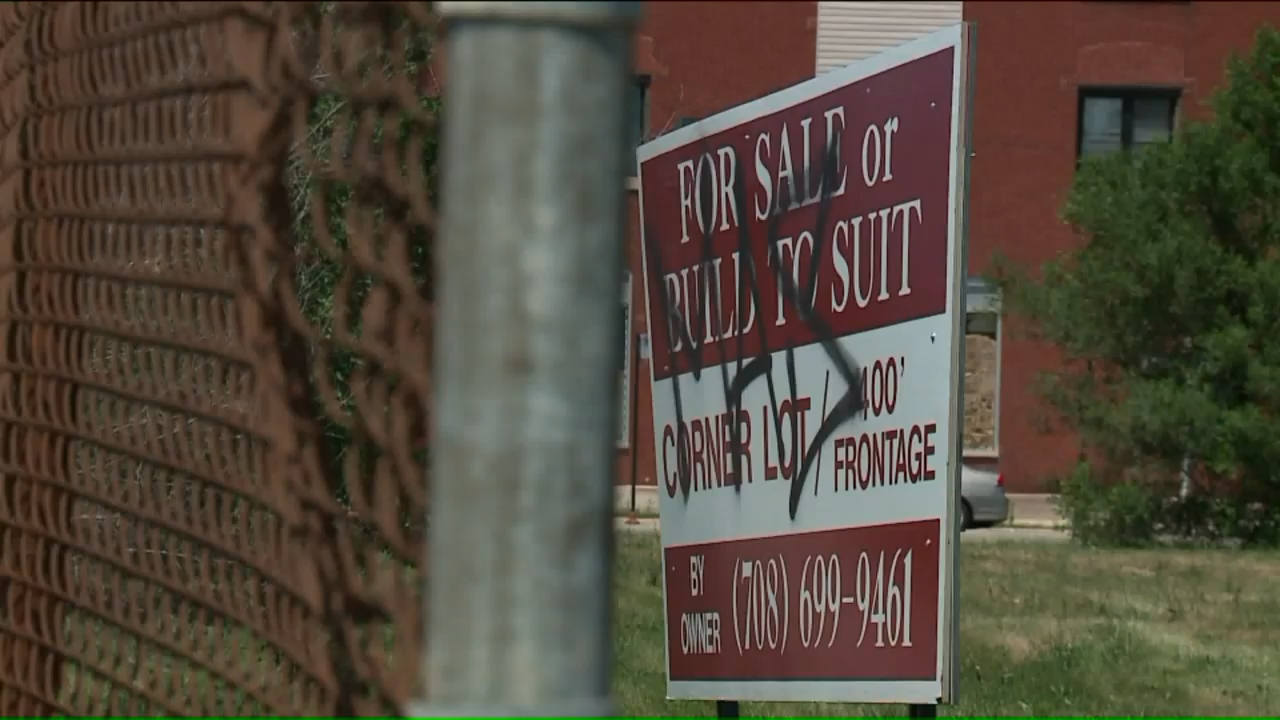 FOR SALE or
BUILD TO SUIT
CORNER LOT / 400'
FRONTAGE
BY
OWNER (708) 699-9461